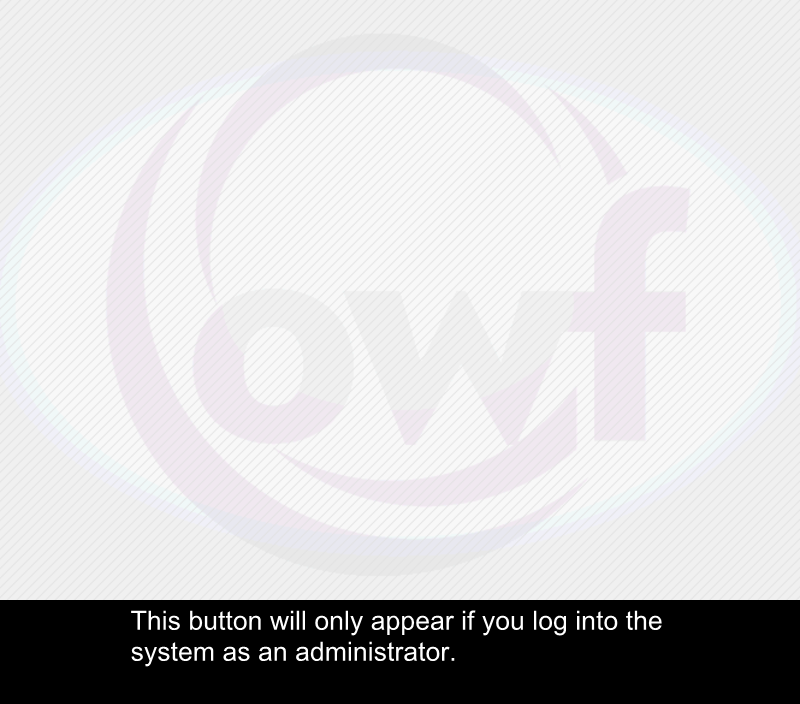 owf
This button will only appear if you log into the
system as an administrator.